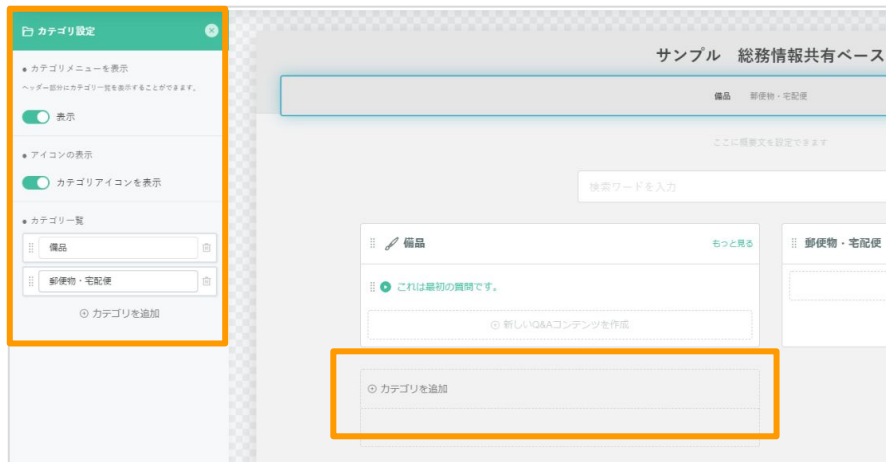 カテゴリ設定
カテゴリメニューを表示
ヘッダー部分にカテゴリ一覧を表示することができます。
表示
アイコンの表示
カテゴリアイコンを表示
カテゴリ一覧
備品
郵便物・宅配便
カテゴリを追加
サンプル 総務情報共有ベース
備品 郵便物・宅配便
ここに概要文を設定できます
検索ワードを入力
備品 もっと見る
これは最初の質問です。
新しいQ&Aコンテンツを作成
郵便物・宅配便
カテゴリを追加